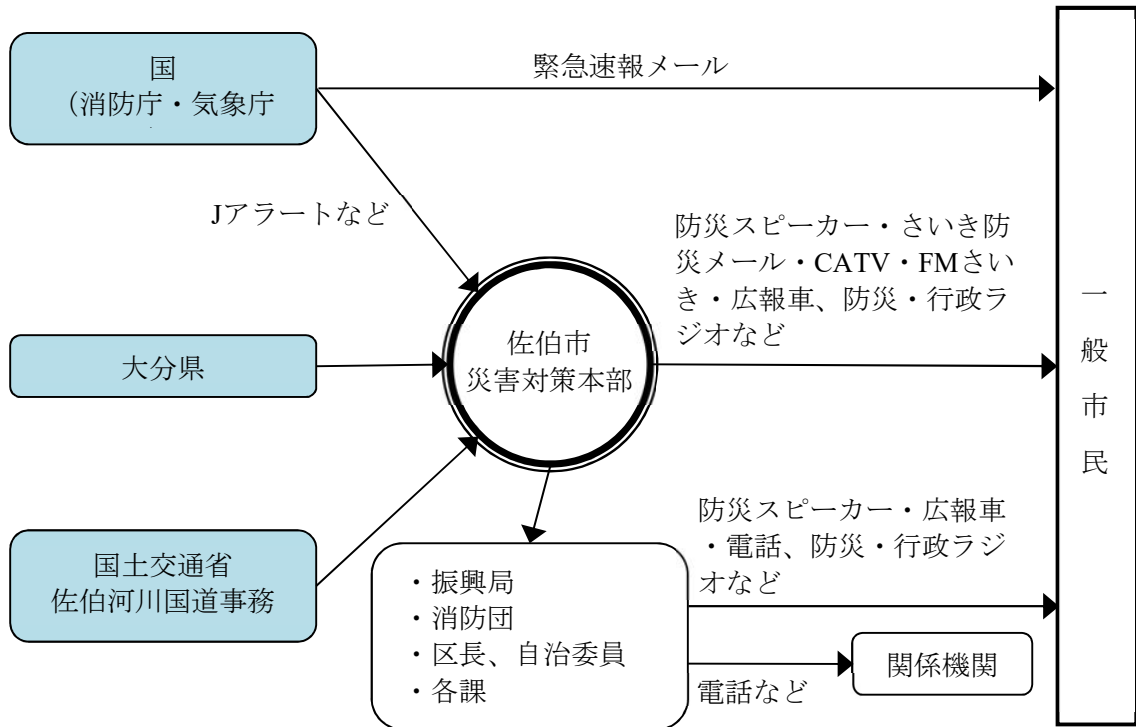 国
（消防庁・気象庁
緊急速報メール
Jアラートなど
防災スピーカー・さいき防
災メール・CATV・FMさい
き・広報車、防災・行政ラ
ジオなど
大分県
佐伯市
災害対策本部
国土交通省
佐伯河川国道事務
防災スピーカー・広報車
・電話、防災・行政ラジ
オなど
・振興局
・消防団
・区長、自治委員
・各課
電話など
関係機関
一
般
市
民